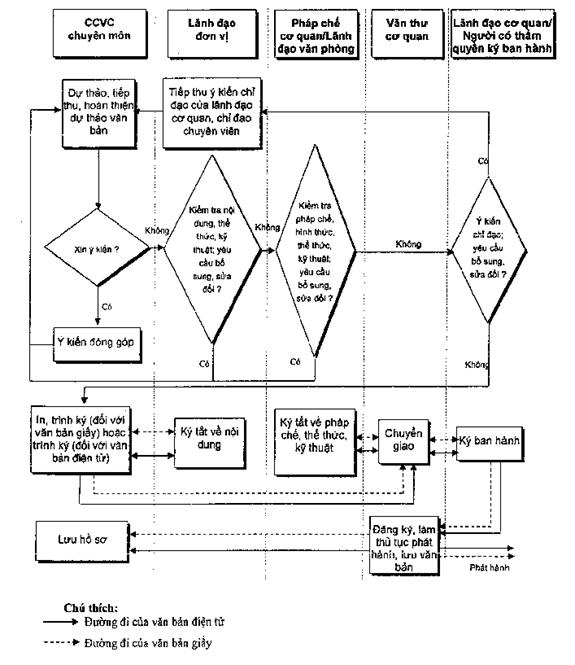 CCVC
chuyên môn
Lãnh đạo
đơn vị
Pháp chế
cơ quan/Lãnh
đạo văn phòng
Văn thư
cơ quan
Lãnh đạo cơ quan/
Người có thẩm
quyền ký ban hành
Dự thảo, tiếp
thu, hoàn thiện
dự thảo văn
bản
Tiếp thu ý kiến chỉ
đạo của lãnh đạo
cơ quan, chỉ đạo
chuyên viên
Có
Xin ý kiến ?
Không
Kiểm tra nội
dung, thể
thức, kỹ
thuật; yêu
cầu bổ
sung, sửa
đổi ?
Không
Kiểm tra
pháp chế,
hình thức,
thể thức,
kỹ thuật;
yêu cầu
bổ sung,
sửa đổi ?
Không
Ý kiến
chỉ đạo;
yêu cầu
bổ sung,
sửa đổi ?
Có
Ý kiến đóng góp
Có
Có
Không
In, trình ký (đối với
văn bản giấy) hoặc
trình ký (đối với văn
bản điện tử)
Ký tắt về nội
dung
Ký tắt về pháp
chế, thể thức,
kỹ thuật
Chuyển
giao
Ký ban hành
Lưu hồ sơ
Đăng ký, làm
thủ tục phát
hành, lưu văn
bản
Phát hành
Chú thích:
Đường đi của văn bản điện tử
Đường đi của văn bản giấy